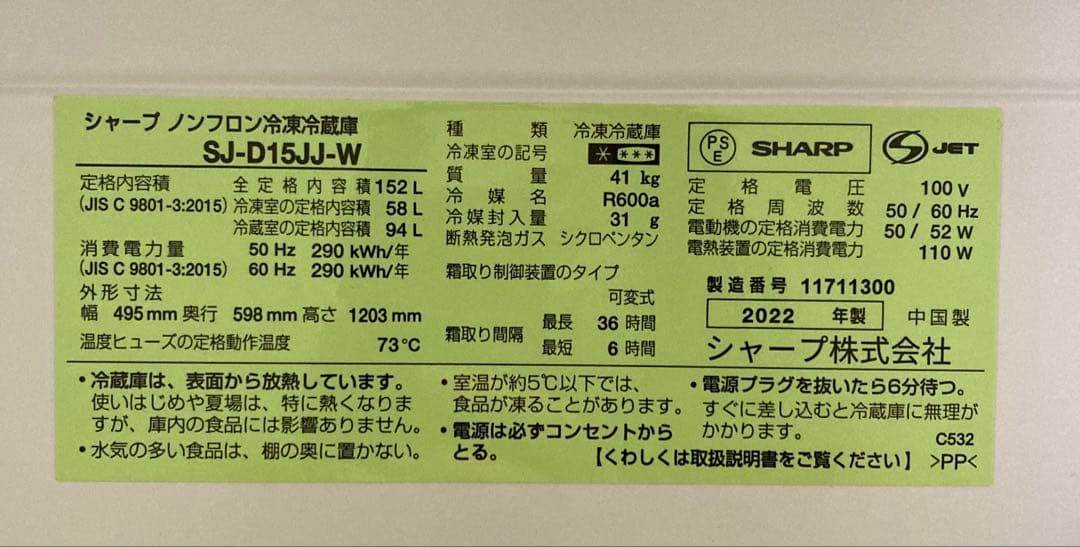 シャープ ノンフロン冷凍冷蔵庫
SJ-D15JJ-W
定格内容積 全定格内容積 152 L
(JIS C 9801-3:2015) 冷凍室の定格内容積 58 L
冷蔵室の定格内容積 94 L
消費電力量 50 Hz 290 kWh/年
(JIS C 9801-3:2015) 60 Hz 290 kWh/年
外形寸法
幅 495 mm 奥行 598 mm 高さ 1203 mm
温度ヒューズの定格動作温度 73℃
種類 冷凍冷蔵庫
冷凍室の記号 * ***
質量 41 kg
冷媒名 R600a
冷媒封入量 31 g
断熱発泡ガス シクロペンタン
霜取り制御装置のタイプ
可変式
霜取り間隔 最長 36 時間
最短 6 時間
PSE SHARP JET
定格電圧 100 V
定格周波数 50 / 60 Hz
電動機の定格消費電力 50 / 52 W
電熱装置の定格消費電力 110 W
製造番号 11711300
2022 年製 中国製
シャープ株式会社
・冷蔵庫は、表面から放熱しています。
使いはじめや夏場は、特に熱くなりま
すが、庫内の食品には影響ありません。
・水気の多い食品は、棚の奥に置かない。
・室温が約5℃以下では、
食品が凍ることがあります。
・電源は必ずコンセントから
とる。
・電源プラグを抜いたら6分待つ。
すぐに差し込むと冷蔵庫に無理が
かかります。
C532
【くわしくは取扱説明書をご覧ください】 >PP<